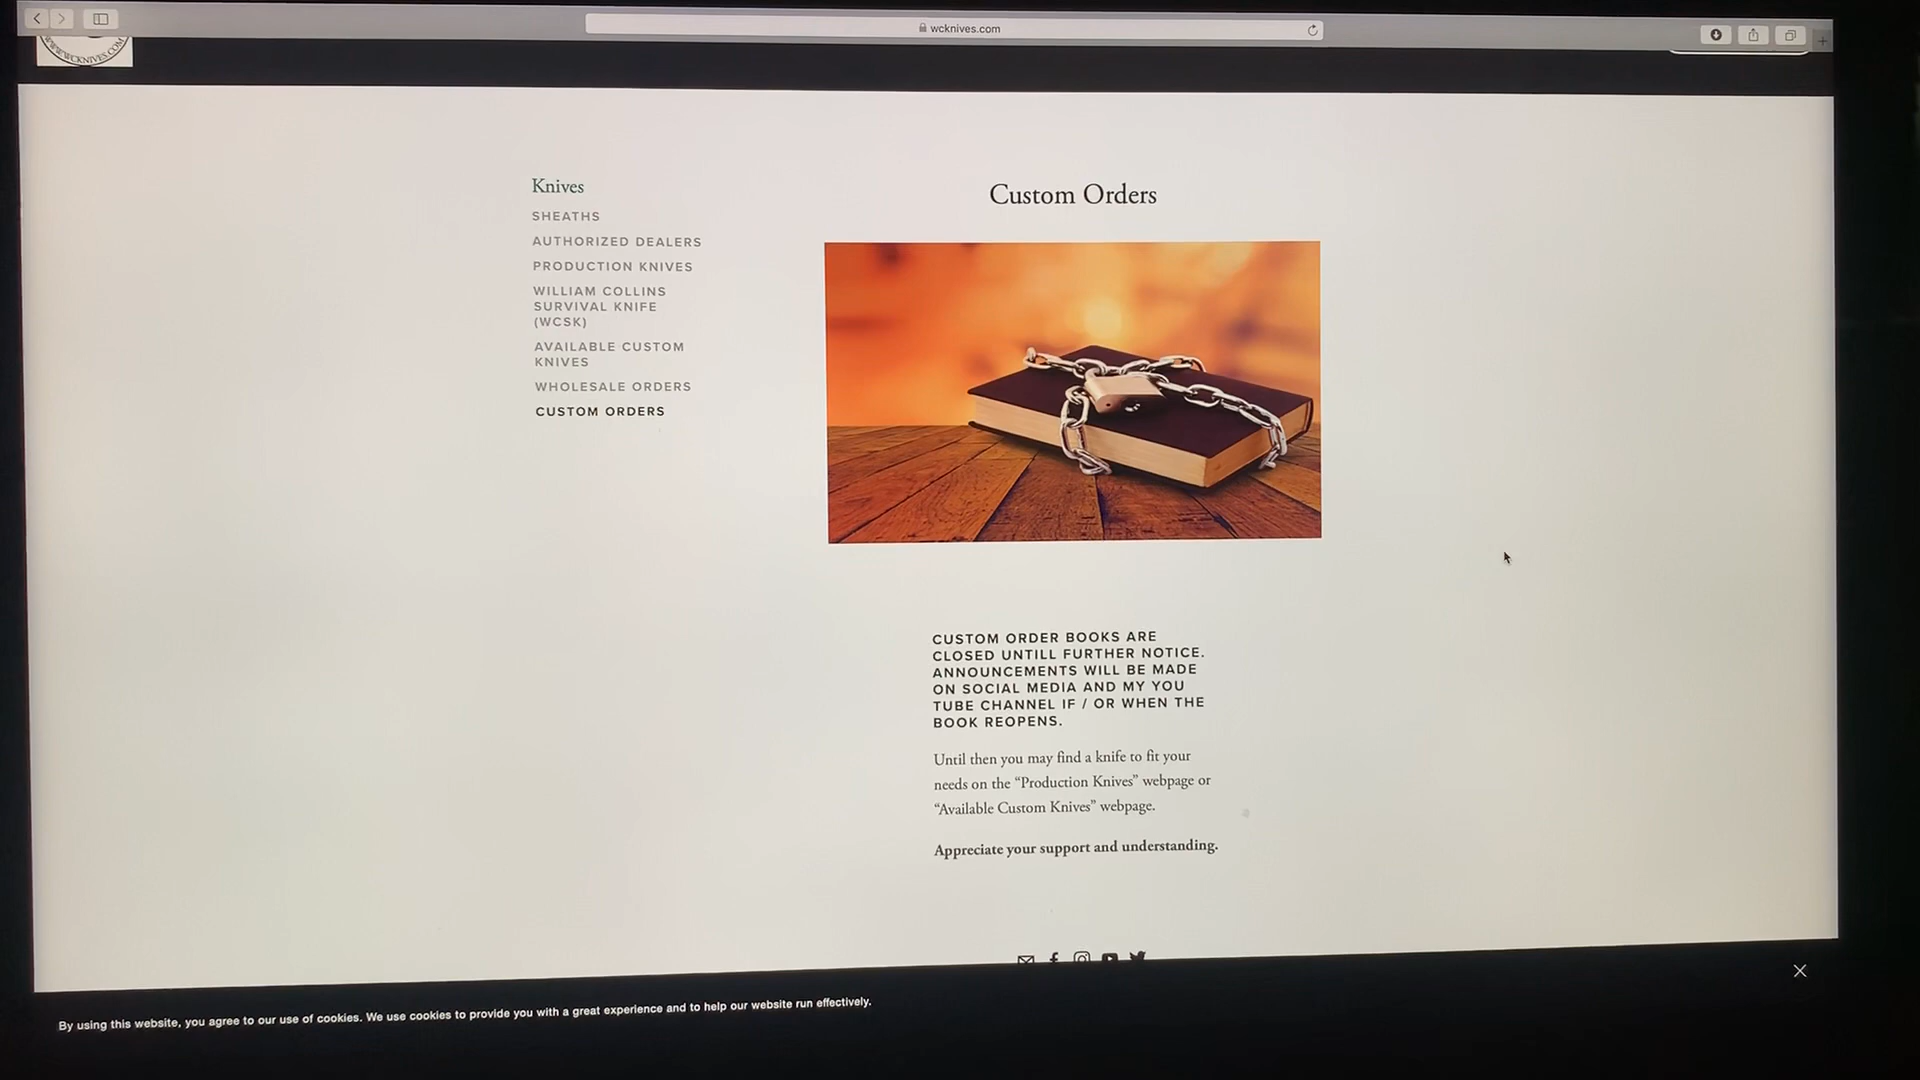 wcknives.com
WWW.WCKNIVES.COM
Knives
SHEATHS
AUTHORIZED DEALERS
PRODUCTION KNIVES
WILLIAM COLLINS
SURVIVAL KNIFE
(WCSK)
AVAILABLE CUSTOM
KNIVES
WHOLESALE ORDERS
CUSTOM ORDERS
Custom Orders
CUSTOM ORDER BOOKS ARE
CLOSED UNTILL FURTHER NOTICE.
ANNOUNCEMENTS WILL BE MADE
ON SOCIAL MEDIA AND MY YOU
TUBE CHANNEL IF / OR WHEN THE
BOOK REOPENS.
Until then you may find a knife to fit your
needs on the “Production Knives” webpage or
“Available Custom Knives” webpage.
Appreciate your support and understanding.
By using this website, you agree to our use of cookies. We use cookies to provide you with a great experience and to help our website run effectively.